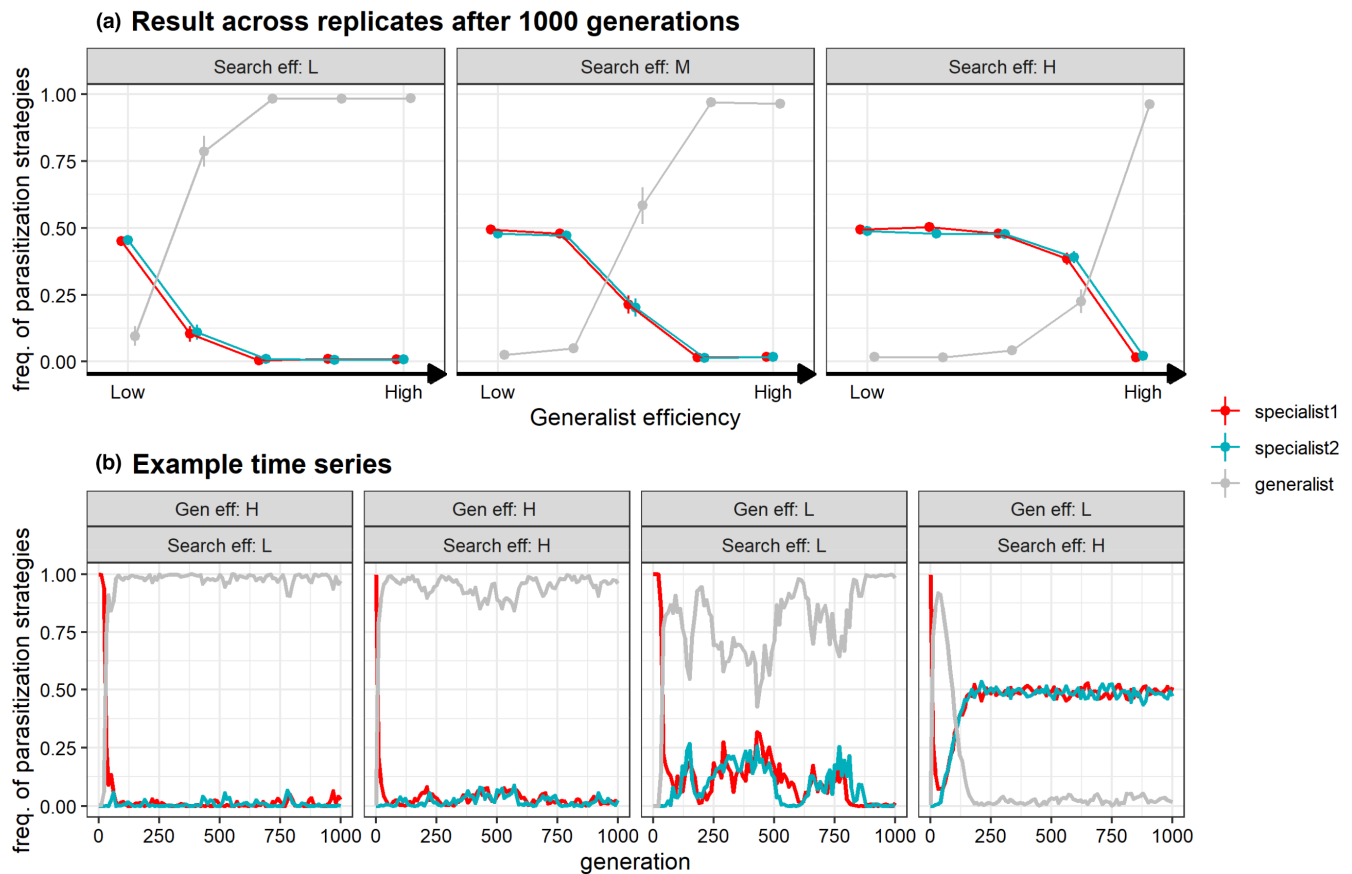 (a) Result across replicates after 1000 generations
Search eff: L
Search eff: M
Search eff: H
freq. of parasitization strategies
1.00
0.75
0.50
0.25
0.00
Low
High
Low
High
Low
High
Generalist efficiency
specialist1
specialist2
generalist
(b) Example time series
Gen eff: H
Gen eff: H
Gen eff: L
Gen eff: L
Search eff: L
Search eff: H
Search eff: L
Search eff: H
freq. of parasitization strategies
1.00
0.75
0.50
0.25
0.00
0 250 500 750 1000
0 250 500 750 1000
0 250 500 750 1000
0 250 500 750 1000
generation